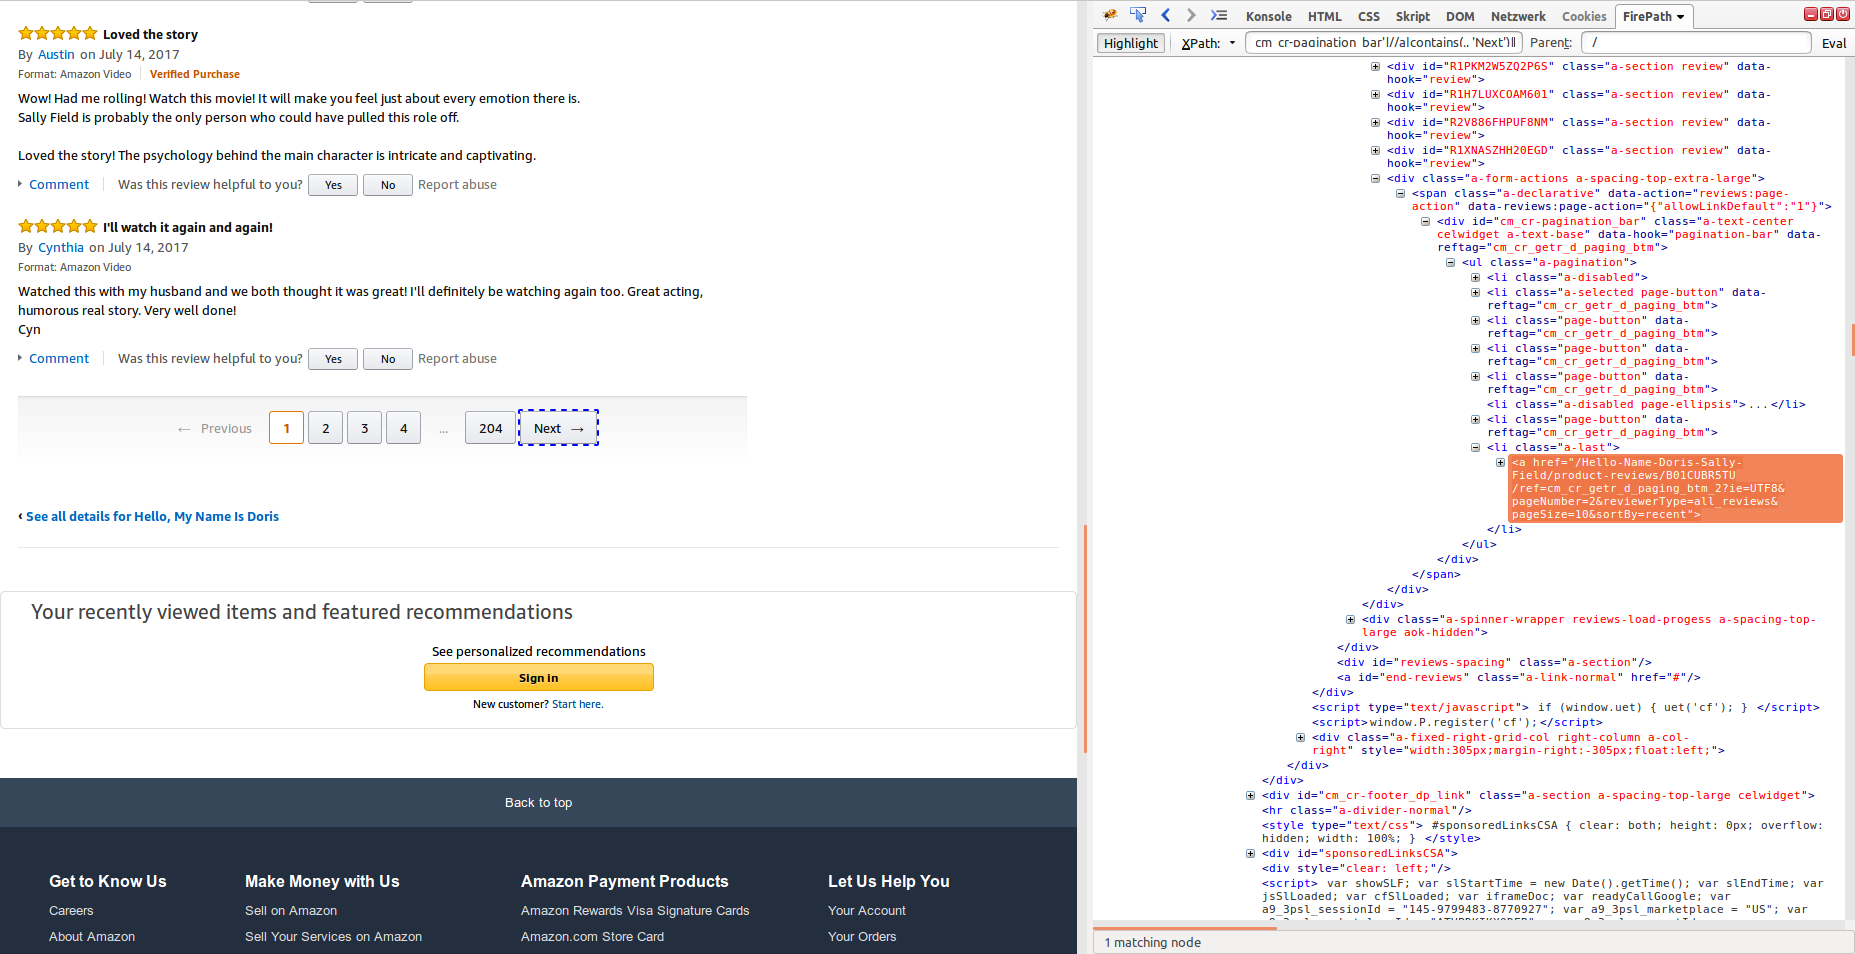 Loved the story
By Austin on July 14, 2017
Format: Amazon Video Verified Purchase
Wow! Had me rolling! Watch this movie! It will make you feel just about every emotion there is.
Sally Field is probably the only person who could have pulled this role off.
Loved the story! The psychology behind the main character is intricate and captivating.
Comment Was this review helpful to you? Yes No Report abuse
I'll watch it again and again!
By Cynthia on July 14, 2017
Format: Amazon Video
Watched this with my husband and we both thought it was great! I'll definitely be watching again too. Great acting,
humorous real story. Very well done!
Cyn
Comment Was this review helpful to you? Yes No Report abuse
← Previous 1 2 3 4 ... 204 Next →
‹ See all details for Hello, My Name Is Doris
Your recently viewed items and featured recommendations
See personalized recommendations
Sign in
New customer? Start here.
Back to top
Get to Know Us Make Money with Us Amazon Payment Products Let Us Help You
Careers Sell on Amazon Amazon Rewards Visa Signature Cards Your Account
About Amazon Sell Your Services on Amazon Amazon.com Store Card Your Orders
Konsole HTML CSS Skript DOM Netzwerk Cookies FirePath
Highlight XPath: cm_cr-pagination_bar']//a[contains(., 'Next')] Parent: / Eval
<div id="R1PKM2W5ZQ2P6S" class="a-section review" data-
hook="review">
<div id="R1H7LUXCOAM601" class="a-section review" data-
hook="review">
<div id="R2V886FHPUF8NM" class="a-section review" data-
hook="review">
<div id="R1XNASZHH20EGD" class="a-section review" data-
hook="review">
<div class="a-form-actions a-spacing-top-extra-large">
<span class="a-declarative" data-action="reviews:page-
action" data-reviews:page-action="{"allowLinkDefault":"1"}">
<div id="cm_cr-pagination_bar" class="a-text-center
celwidget a-text-base" data-hook="pagination-bar" data-
reftag="cm_cr_getr_d_paging_btm">
<ul class="a-pagination">
<li class="a-disabled">
<li class="a-selected page-button" data-
reftag="cm_cr_getr_d_paging_btm">
<li class="page-button" data-
reftag="cm_cr_getr_d_paging_btm">
<li class="page-button" data-
reftag="cm_cr_getr_d_paging_btm">
<li class="page-button" data-
reftag="cm_cr_getr_d_paging_btm">
<li class="a-disabled page-ellipsis">...</li>
<li class="page-button" data-
reftag="cm_cr_getr_d_paging_btm">
<li class="a-last">
<a href="/Hello-Name-Doris-Sally-
Field/product-reviews/B01CUBR5TU
/ref=cm_cr_getr_d_paging_btm_2?ie=UTF8&
pageNumber=2&reviewerType=all_reviews&
pageSize=10&sortBy=recent">
</li>
</ul>
</div>
</span>
</div>
</div>
<div class="a-spinner-wrapper reviews-load-progess a-spacing-top-
large aok-hidden">
</div>
<div id="reviews-spacing" class="a-section"/>
<a id="end-reviews" class="a-link-normal" href="#"/>
</div>
<script type="text/javascript"> if (window.uet) { uet('cf'); } </script>
<script>window.P.register('cf');</script>
<div class="a-fixed-right-grid-col right-column a-col-
right" style="width:305px;margin-right:-305px;float:left;">
</div>
</div>
<div id="cm_cr-footer_dp_link" class="a-section a-spacing-top-large celwidget">
<hr class="a-divider-normal"/>
<style type="text/css"> #sponsoredLinksCSA { clear: both; height: 0px; overflow:
hidden; width: 100%; } </style>
<div id="sponsoredLinksCSA">
<div style="clear: left;"/>
<script> var showSLF; var slStartTime = new Date().getTime(); var slEndTime; var
jsSlLoaded; var cfSlLoaded; var iframeDoc; var readyCallGoogle; var
a9_3psl_sessionId = "145-9799483-8770927"; var a9_3psl_marketplace = "US"; var
1 matching node